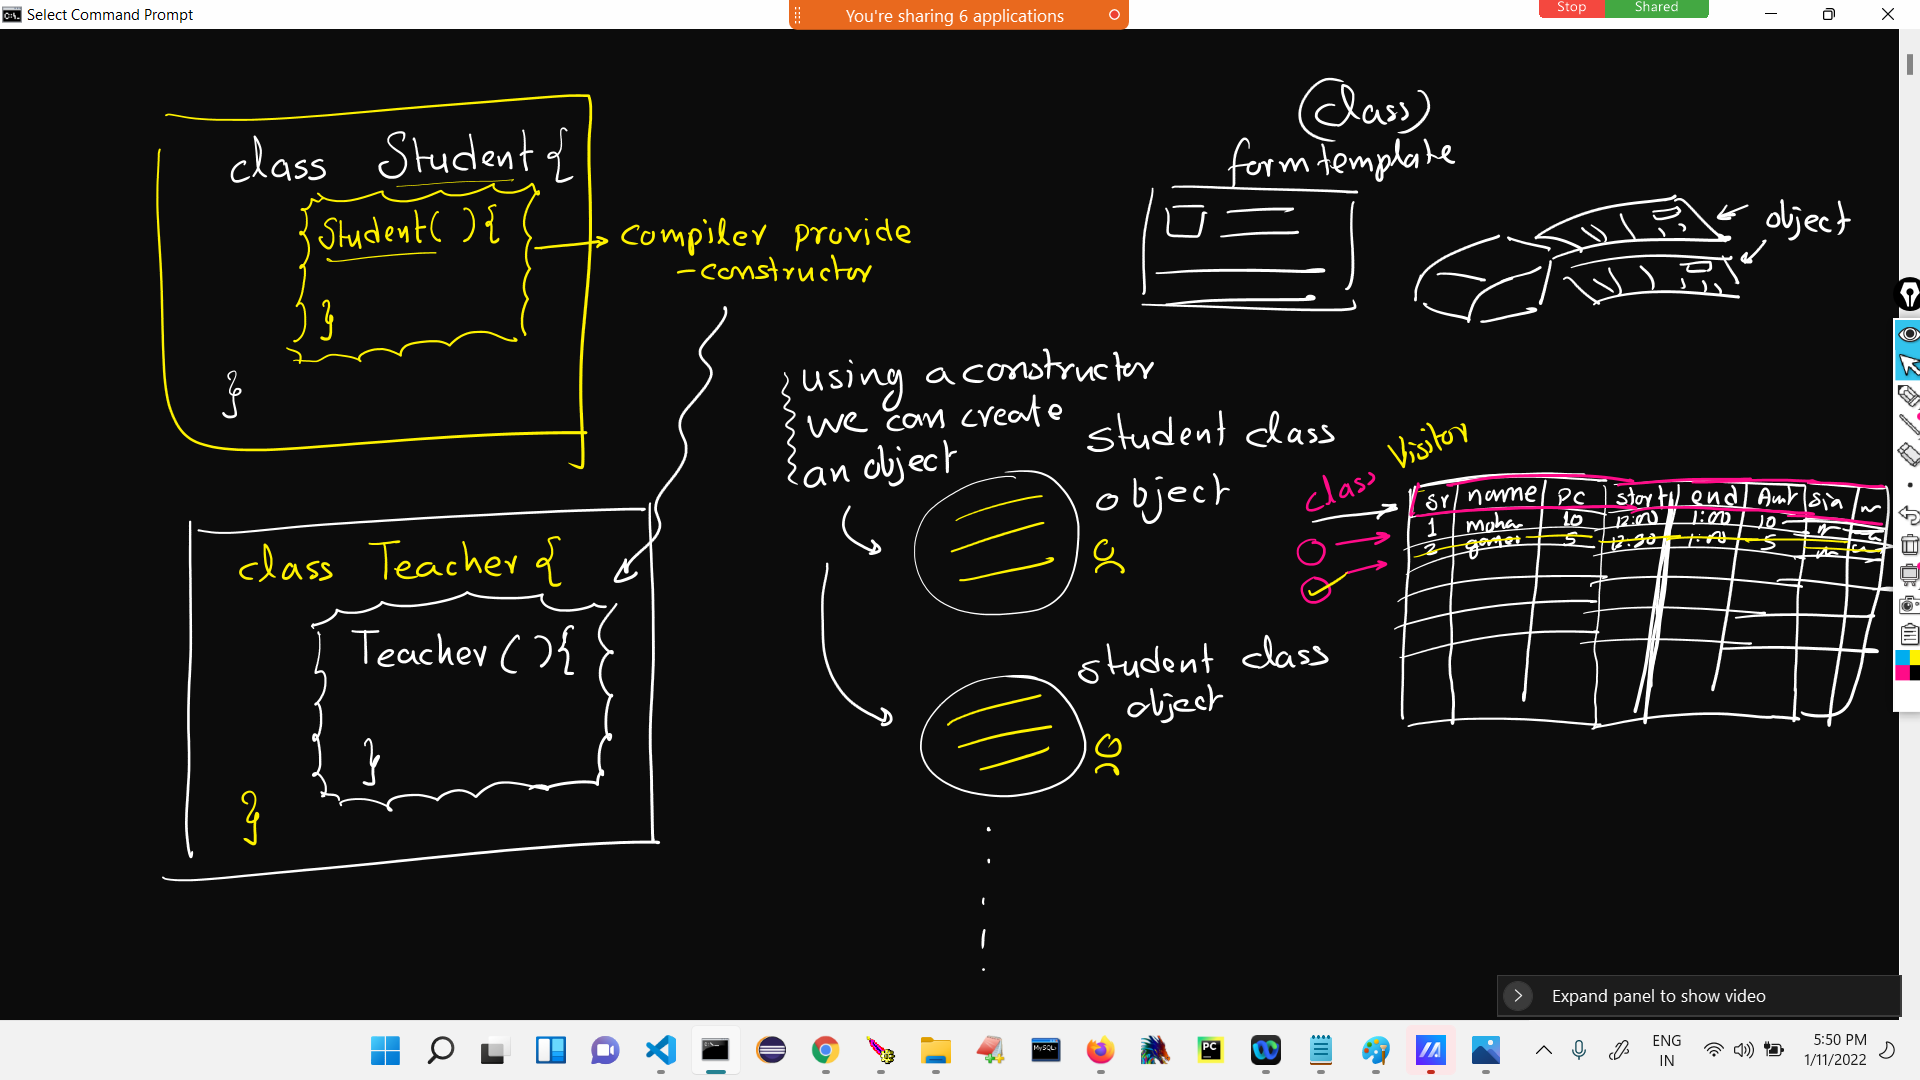 Select Command Prompt
You're sharing 6 applications
Stop
Shared
class Student {
Student( ){
}
}
compiler provide
-constructor
class Teacher {
Teacher ( ){
}
}
using a constructor
we can create
an object
student class
object
student class
object
class
form template
object
class
Visitor
sr name PC start end Amt sin
1 10 12:00 1:00 10
2 5 12:30 1:00 5
Expand panel to show video
MySQL
PC
ENG
IN
5:50 PM
1/11/2022